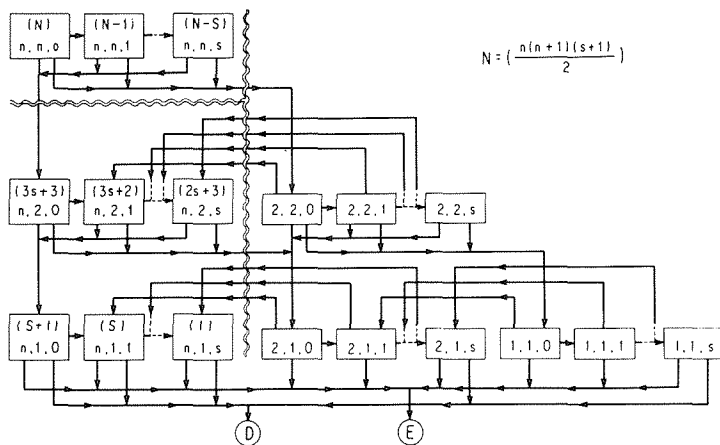 (N) (N-1) (N-S)
n,n,0 n,n,1 n,n,s
N=(n(n+1)(s+1)/2)
(3s+3) (3s+2) (2s+3)
n,2,0 n,2,1 n,2,s 2,2,0 2,2,1 2,2,s
(S+1) (S) (1)
n,1,0 n,1,1 n,1,s 2,1,0 2,1,1 2,1,s 1,1,0 1,1,1 1,1,s
D E